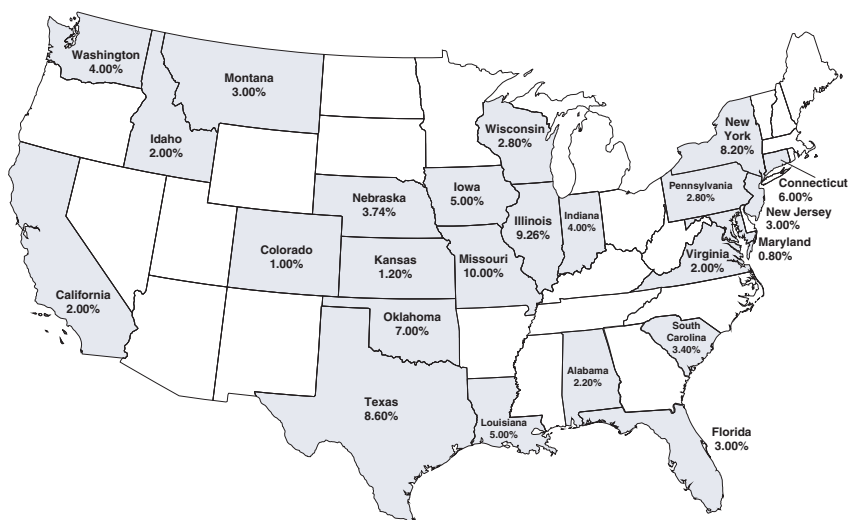 Washington
4.00%
Montana
3.00%
Idaho
2.00%
Wisconsin
2.80%
New
York
8.20%
Connecticut
6.00%
Pennsylvania
2.80%
New Jersey
3.00%
Maryland
0.80%
Nebraska
3.74%
Iowa
5.00%
Illinois
9.26%
Indiana
4.00%
Virginia
2.00%
Colorado
1.00%
Kansas
1.20%
Missouri
10.00%
California
2.00%
Oklahoma
7.00%
South
Carolina
3.40%
Alabama
2.20%
Texas
8.60%
Louisiana
5.00%
Florida
3.00%